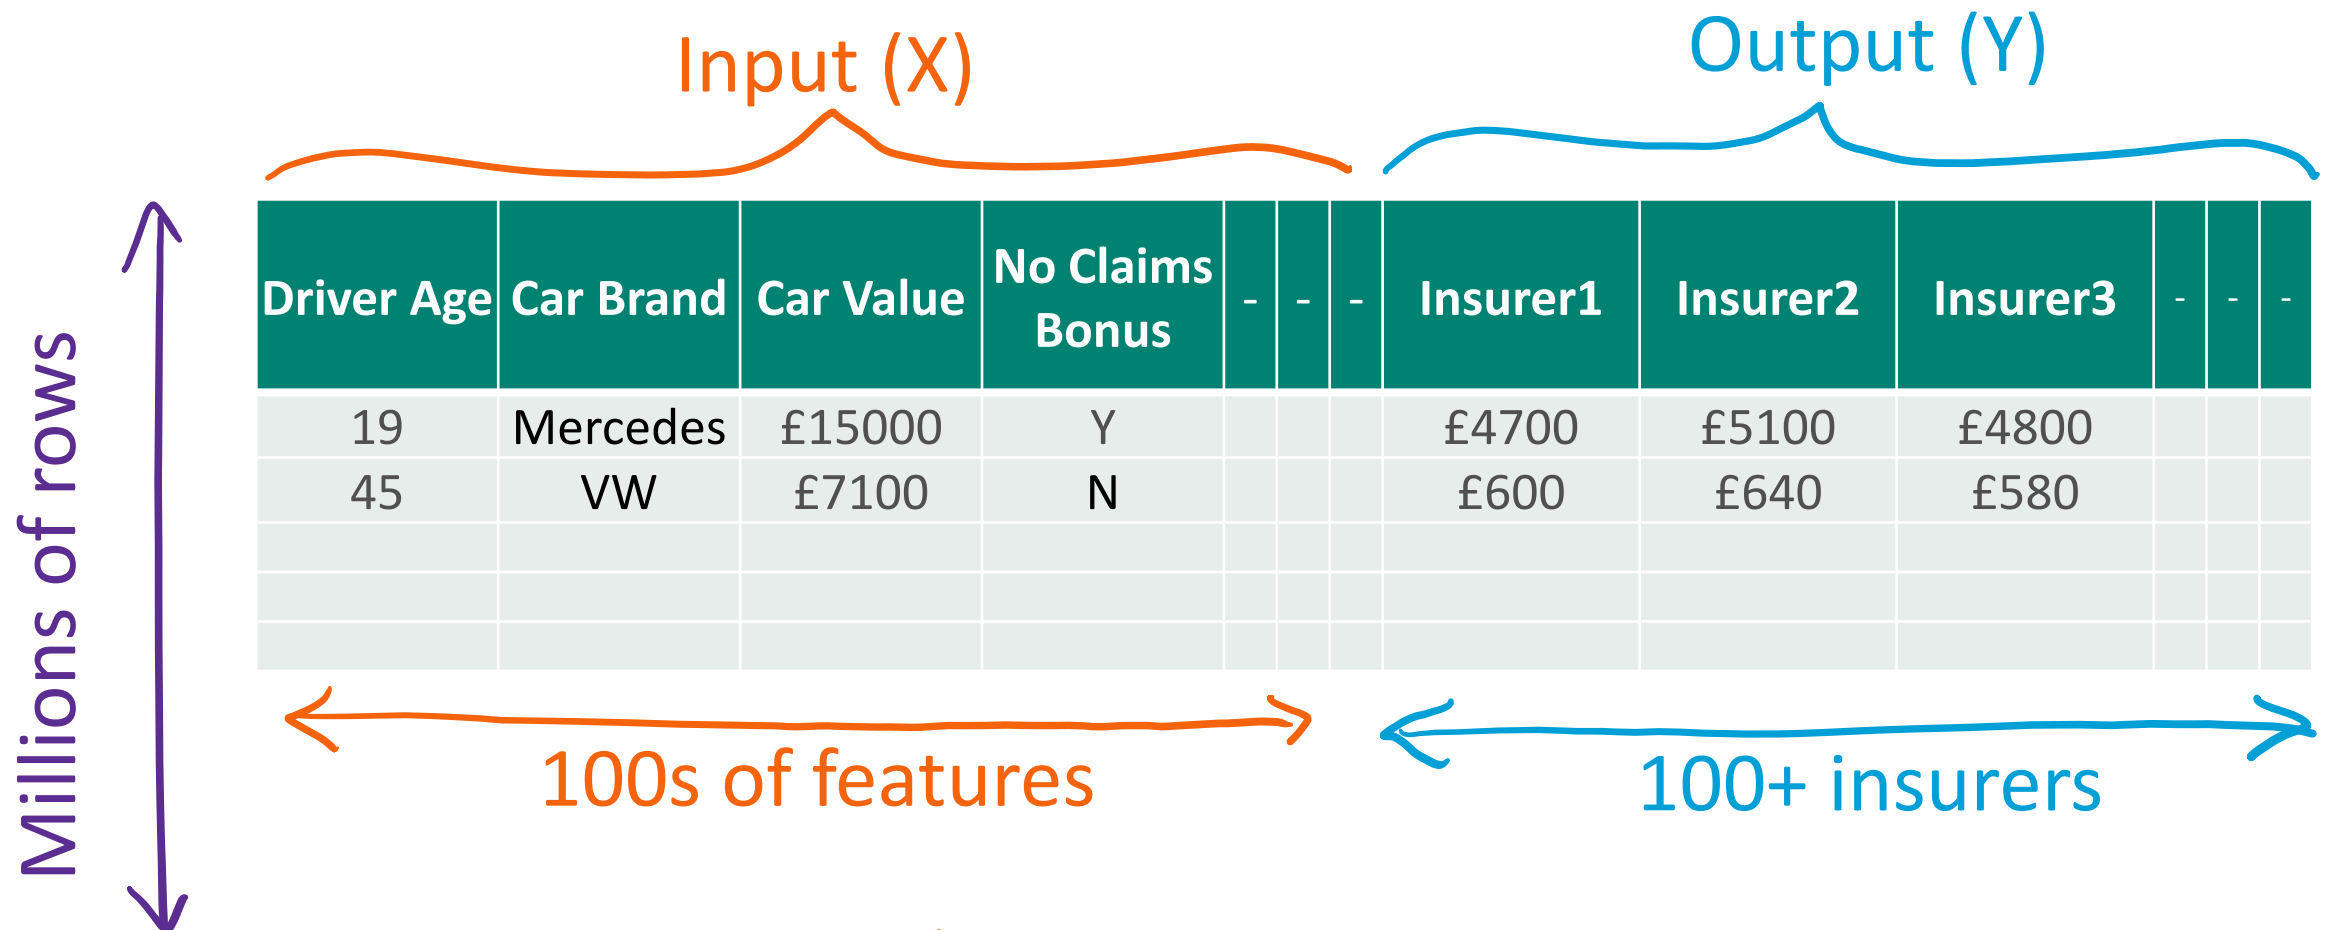 Input (X)
Output (Y)
Millions of rows
Driver Age Car Brand Car Value No Claims Bonus - - - Insurer1 Insurer2 Insurer3 - - -
19 Mercedes £15000 Y £4700 £5100 £4800
45 VW £7100 N £600 £640 £580
100s of features
100+ insurers